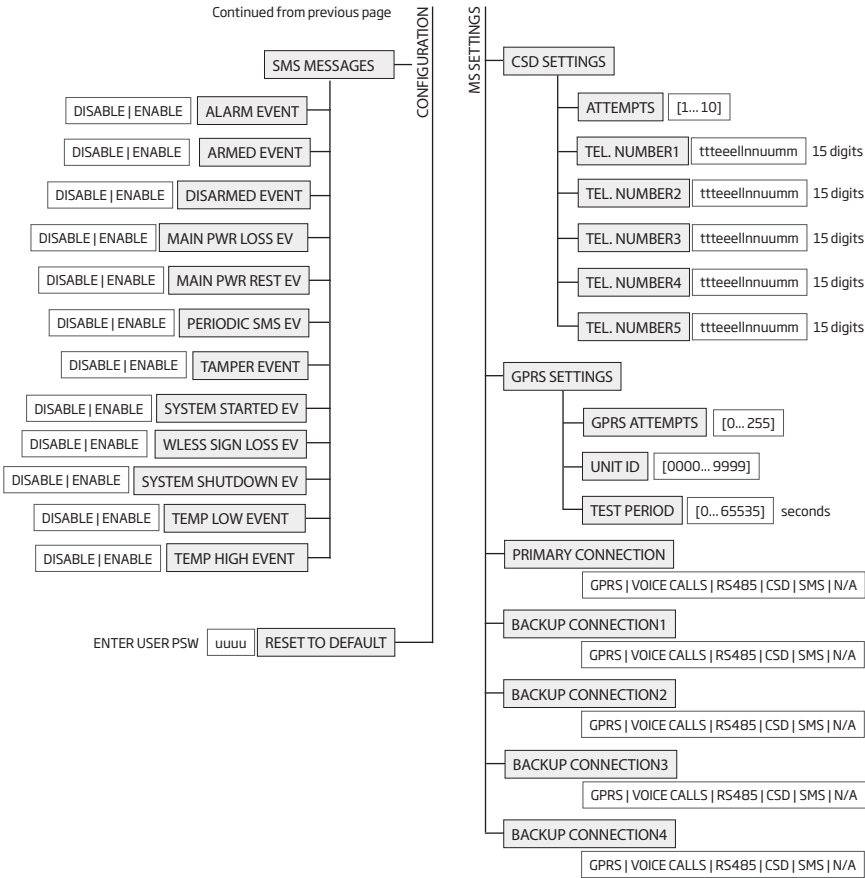 Continued from previous page
CONFIGURATION
SMS MESSAGES
DISABLE | ENABLE ALARM EVENT
DISABLE | ENABLE ARMED EVENT
DISABLE | ENABLE DISARMED EVENT
DISABLE | ENABLE MAIN PWR LOSS EV
DISABLE | ENABLE MAIN PWR REST EV
DISABLE | ENABLE PERIODIC SMS EV
DISABLE | ENABLE TAMPER EVENT
DISABLE | ENABLE SYSTEM STARTED EV
DISABLE | ENABLE WLESS SIGN LOSS EV
DISABLE | ENABLE SYSTEM SHUTDOWN EV
DISABLE | ENABLE TEMP LOW EVENT
DISABLE | ENABLE TEMP HIGH EVENT
ENTER USER PSW uuuu RESET TO DEFAULT
MS SETTINGS
CSD SETTINGS
ATTEMPTS [1... 10]
TEL. NUMBER1 ttteeellnnuumm 15 digits
TEL. NUMBER2 ttteeellnnuumm 15 digits
TEL. NUMBER3 ttteeellnnuumm 15 digits
TEL. NUMBER4 ttteeellnnuumm 15 digits
TEL. NUMBER5 ttteeellnnuumm 15 digits
GPRS SETTINGS
GPRS ATTEMPTS [0... 255]
UNIT ID [0000... 9999]
TEST PERIOD [0... 65535] seconds
PRIMARY CONNECTION
GPRS | VOICE CALLS | RS485 | CSD | SMS | N/A
BACKUP CONNECTION1
GPRS | VOICE CALLS | RS485 | CSD | SMS | N/A
BACKUP CONNECTION2
GPRS | VOICE CALLS | RS485 | CSD | SMS | N/A
BACKUP CONNECTION3
GPRS | VOICE CALLS | RS485 | CSD | SMS | N/A
BACKUP CONNECTION4
GPRS | VOICE CALLS | RS485 | CSD | SMS | N/A